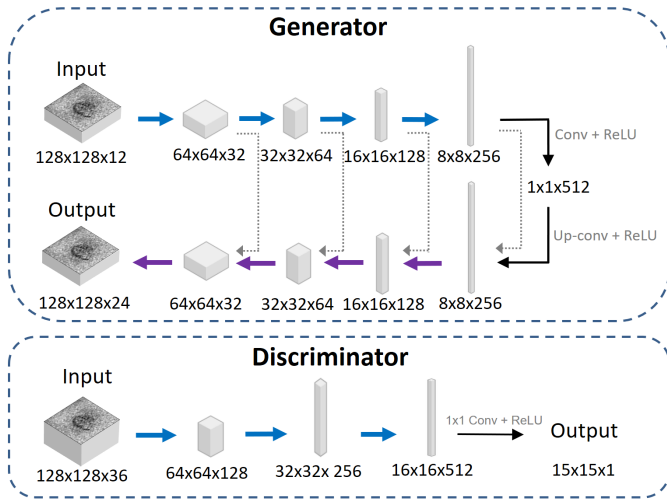 Generator
Input
128x128x12
64x64x32
32x32x64
16x16x128
8x8x256
Conv + ReLU
1x1x512
Up-conv + ReLU
Output
128x128x24
64x64x32
32x32x64
16x16x128
8x8x256
Discriminator
Input
128x128x36
64x64x128
32x32x 256
16x16x512
1x1 Conv + ReLU
Output
15x15x1